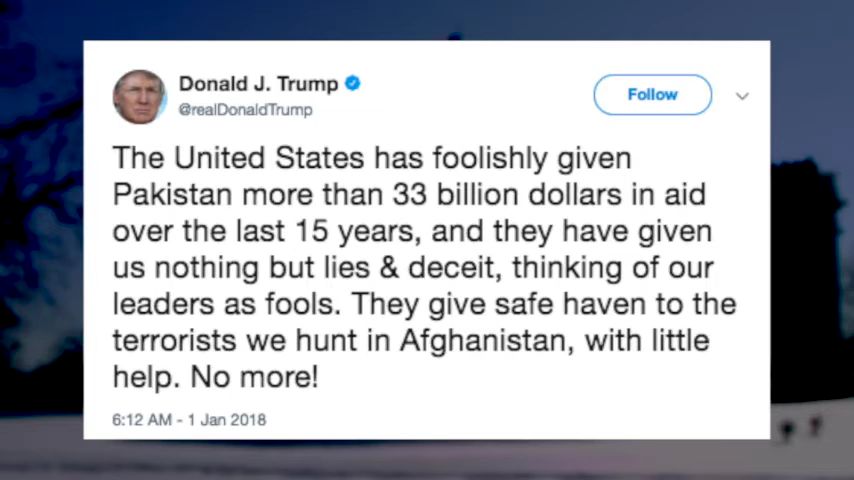 Donald J. Trump
@realDonaldTrump
Follow
The United States has foolishly given
Pakistan more than 33 billion dollars in aid
over the last 15 years, and they have given
us nothing but lies & deceit, thinking of our
leaders as fools. They give safe haven to the
terrorists we hunt in Afghanistan, with little
help. No more!
6:12 AM - 1 Jan 2018